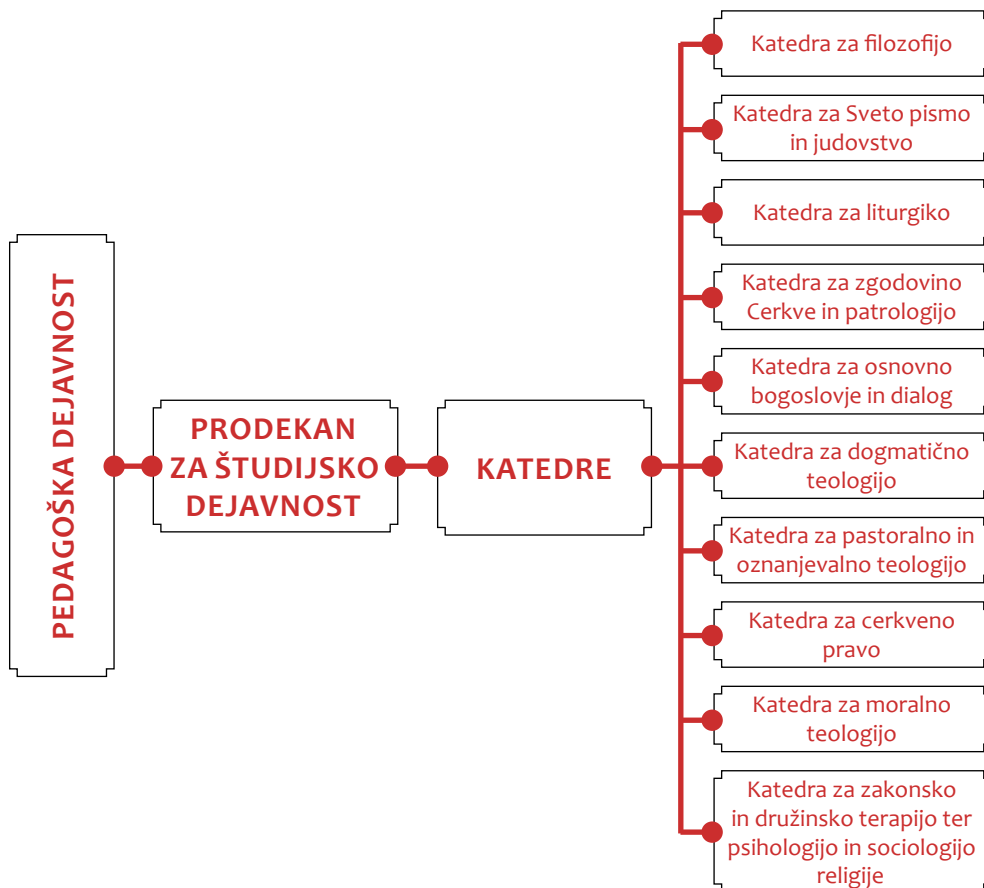 PEDAGOŠKA DEJAVNOST
PRODEKAN
ZA ŠTUDIJSKO
DEJAVNOST
KATEDRE
Katedra za filozofijo
Katedra za Sveto pismo
in judovstvo
Katedra za liturgiko
Katedra za zgodovino
Cerkve in patrologijo
Katedra za osnovno
bogoslovje in dialog
Katedra za dogmatično
teologijo
Katedra za pastoralno in
oznanjevalno teologijo
Katedra za cerkveno
pravo
Katedra za moralno
teologijo
Katedra za zakonsko
in družinsko terapijo ter
psihologijo in sociologijo
religije